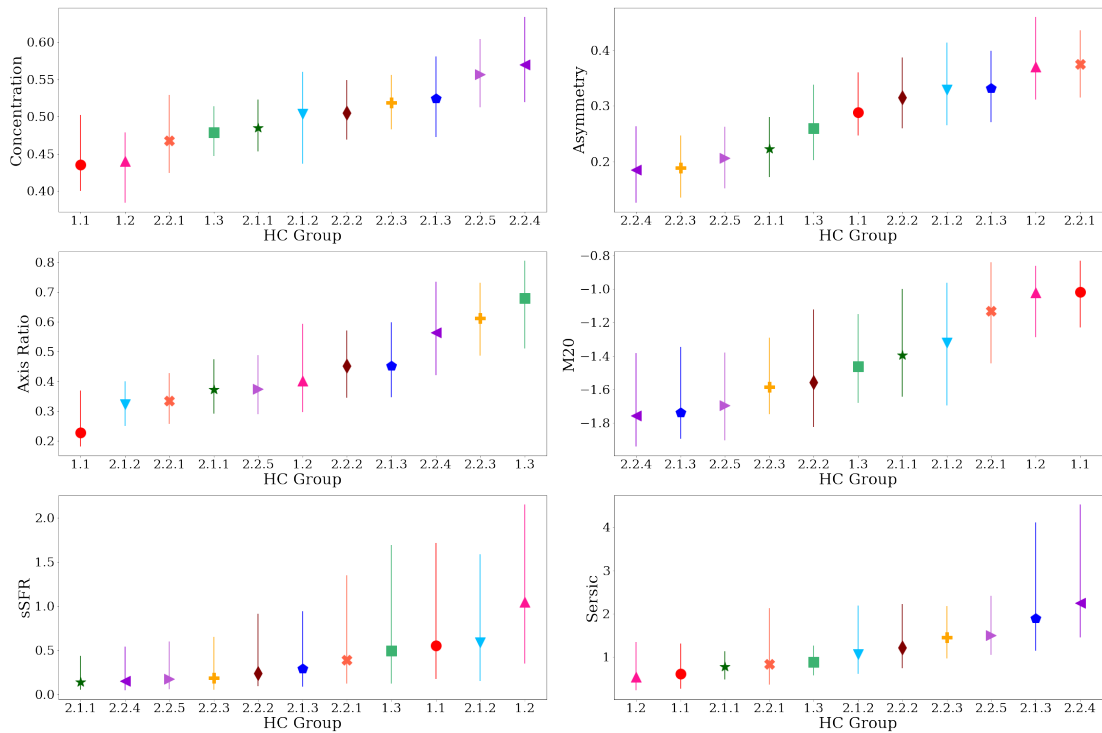 Concentration
0.60
0.55
0.50
0.45
0.40
1.1 1.2 2.2.1 1.3 2.1.1 2.1.2 2.2.2 2.2.3 2.1.3 2.2.5 2.2.4
HC Group
Asymmetry
0.4
0.3
0.2
2.2.4 2.2.3 2.2.5 2.1.1 1.3 1.1 2.2.2 2.1.2 2.1.3 1.2 2.2.1
HC Group
Axis Ratio
0.8
0.7
0.6
0.5
0.4
0.3
0.2
1.1 2.1.2 2.2.1 2.1.1 2.2.5 1.2 2.2.2 2.1.3 2.2.4 2.2.3 1.3
HC Group
M20
−0.8
−1.0
−1.2
−1.4
−1.6
−1.8
2.2.4 2.1.3 2.2.5 2.2.3 2.2.2 1.3 2.1.1 2.1.2 2.2.1 1.2 1.1
HC Group
sSFR
2.0
1.5
1.0
0.5
0.0
2.1.1 2.2.4 2.2.5 2.2.3 2.2.2 2.1.3 2.2.1 1.3 1.1 2.1.2 1.2
HC Group
Sersic
4
3
2
1
1.2 1.1 2.1.1 2.2.1 1.3 2.1.2 2.2.2 2.2.3 2.2.5 2.1.3 2.2.4
HC Group